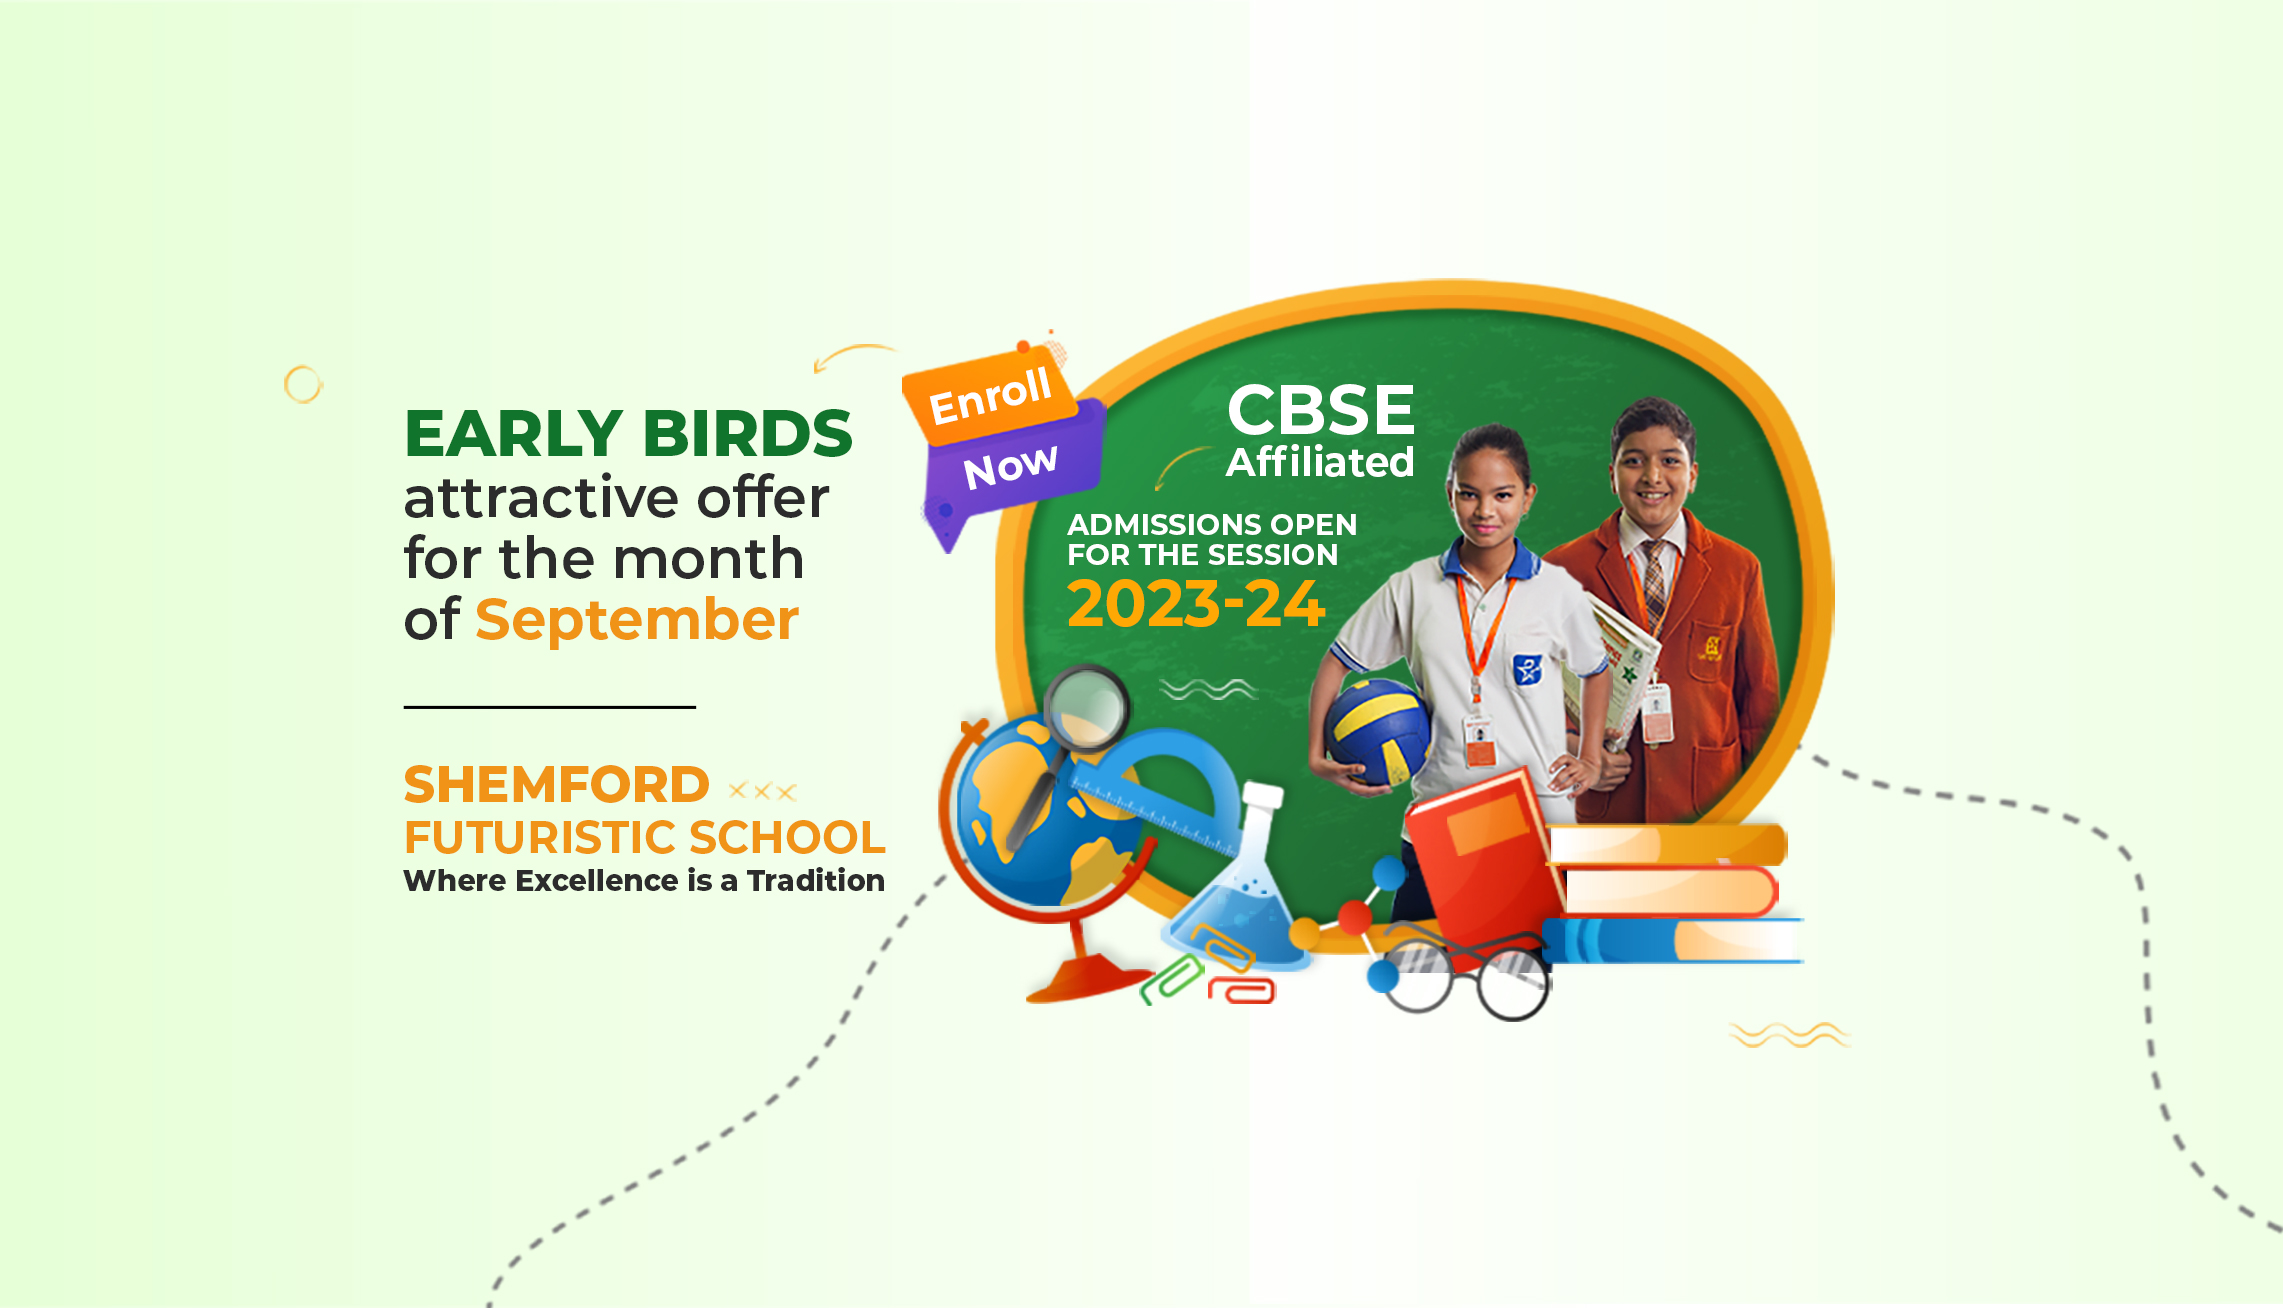 EARLY BIRDS
attractive offer
for the month
of September
SHEMFORD
FUTURISTIC SCHOOL
Where Excellence is a Tradition
Enroll
Now
CBSE
Affiliated
ADMISSIONS OPEN
FOR THE SESSION
2023-24